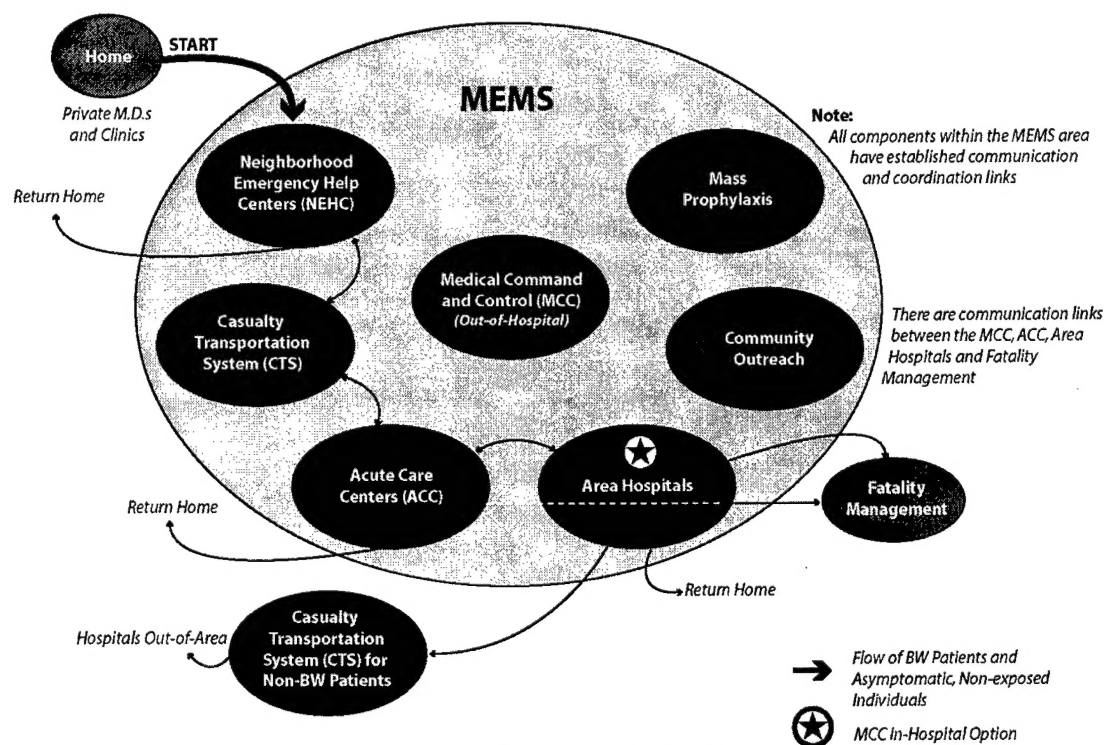 START
Home
Private M.D.s
and Clinics
MEMS
Note:
All components within the MEMS area
have established communication
and coordination links
Neighborhood
Emergency Help
Centers (NEHC)
Mass
Prophylaxis
Return Home
Medical Command
and Control (MCC)
(Out-of-Hospital)
Casualty
Transportation
System (CTS)
Community
Outreach
There are communication links
between the MCC, ACC, Area
Hospitals and Fatality
Management
Acute Care
Centers (ACC)
Area Hospitals
Fatality
Management
Return Home
Return Home
Casualty
Transportation
System (CTS) for
Non-BW Patients
Hospitals Out-of-Area
Flow of BW Patients and
Asymptomatic, Non-exposed
Individuals
MCC In-Hospital Option